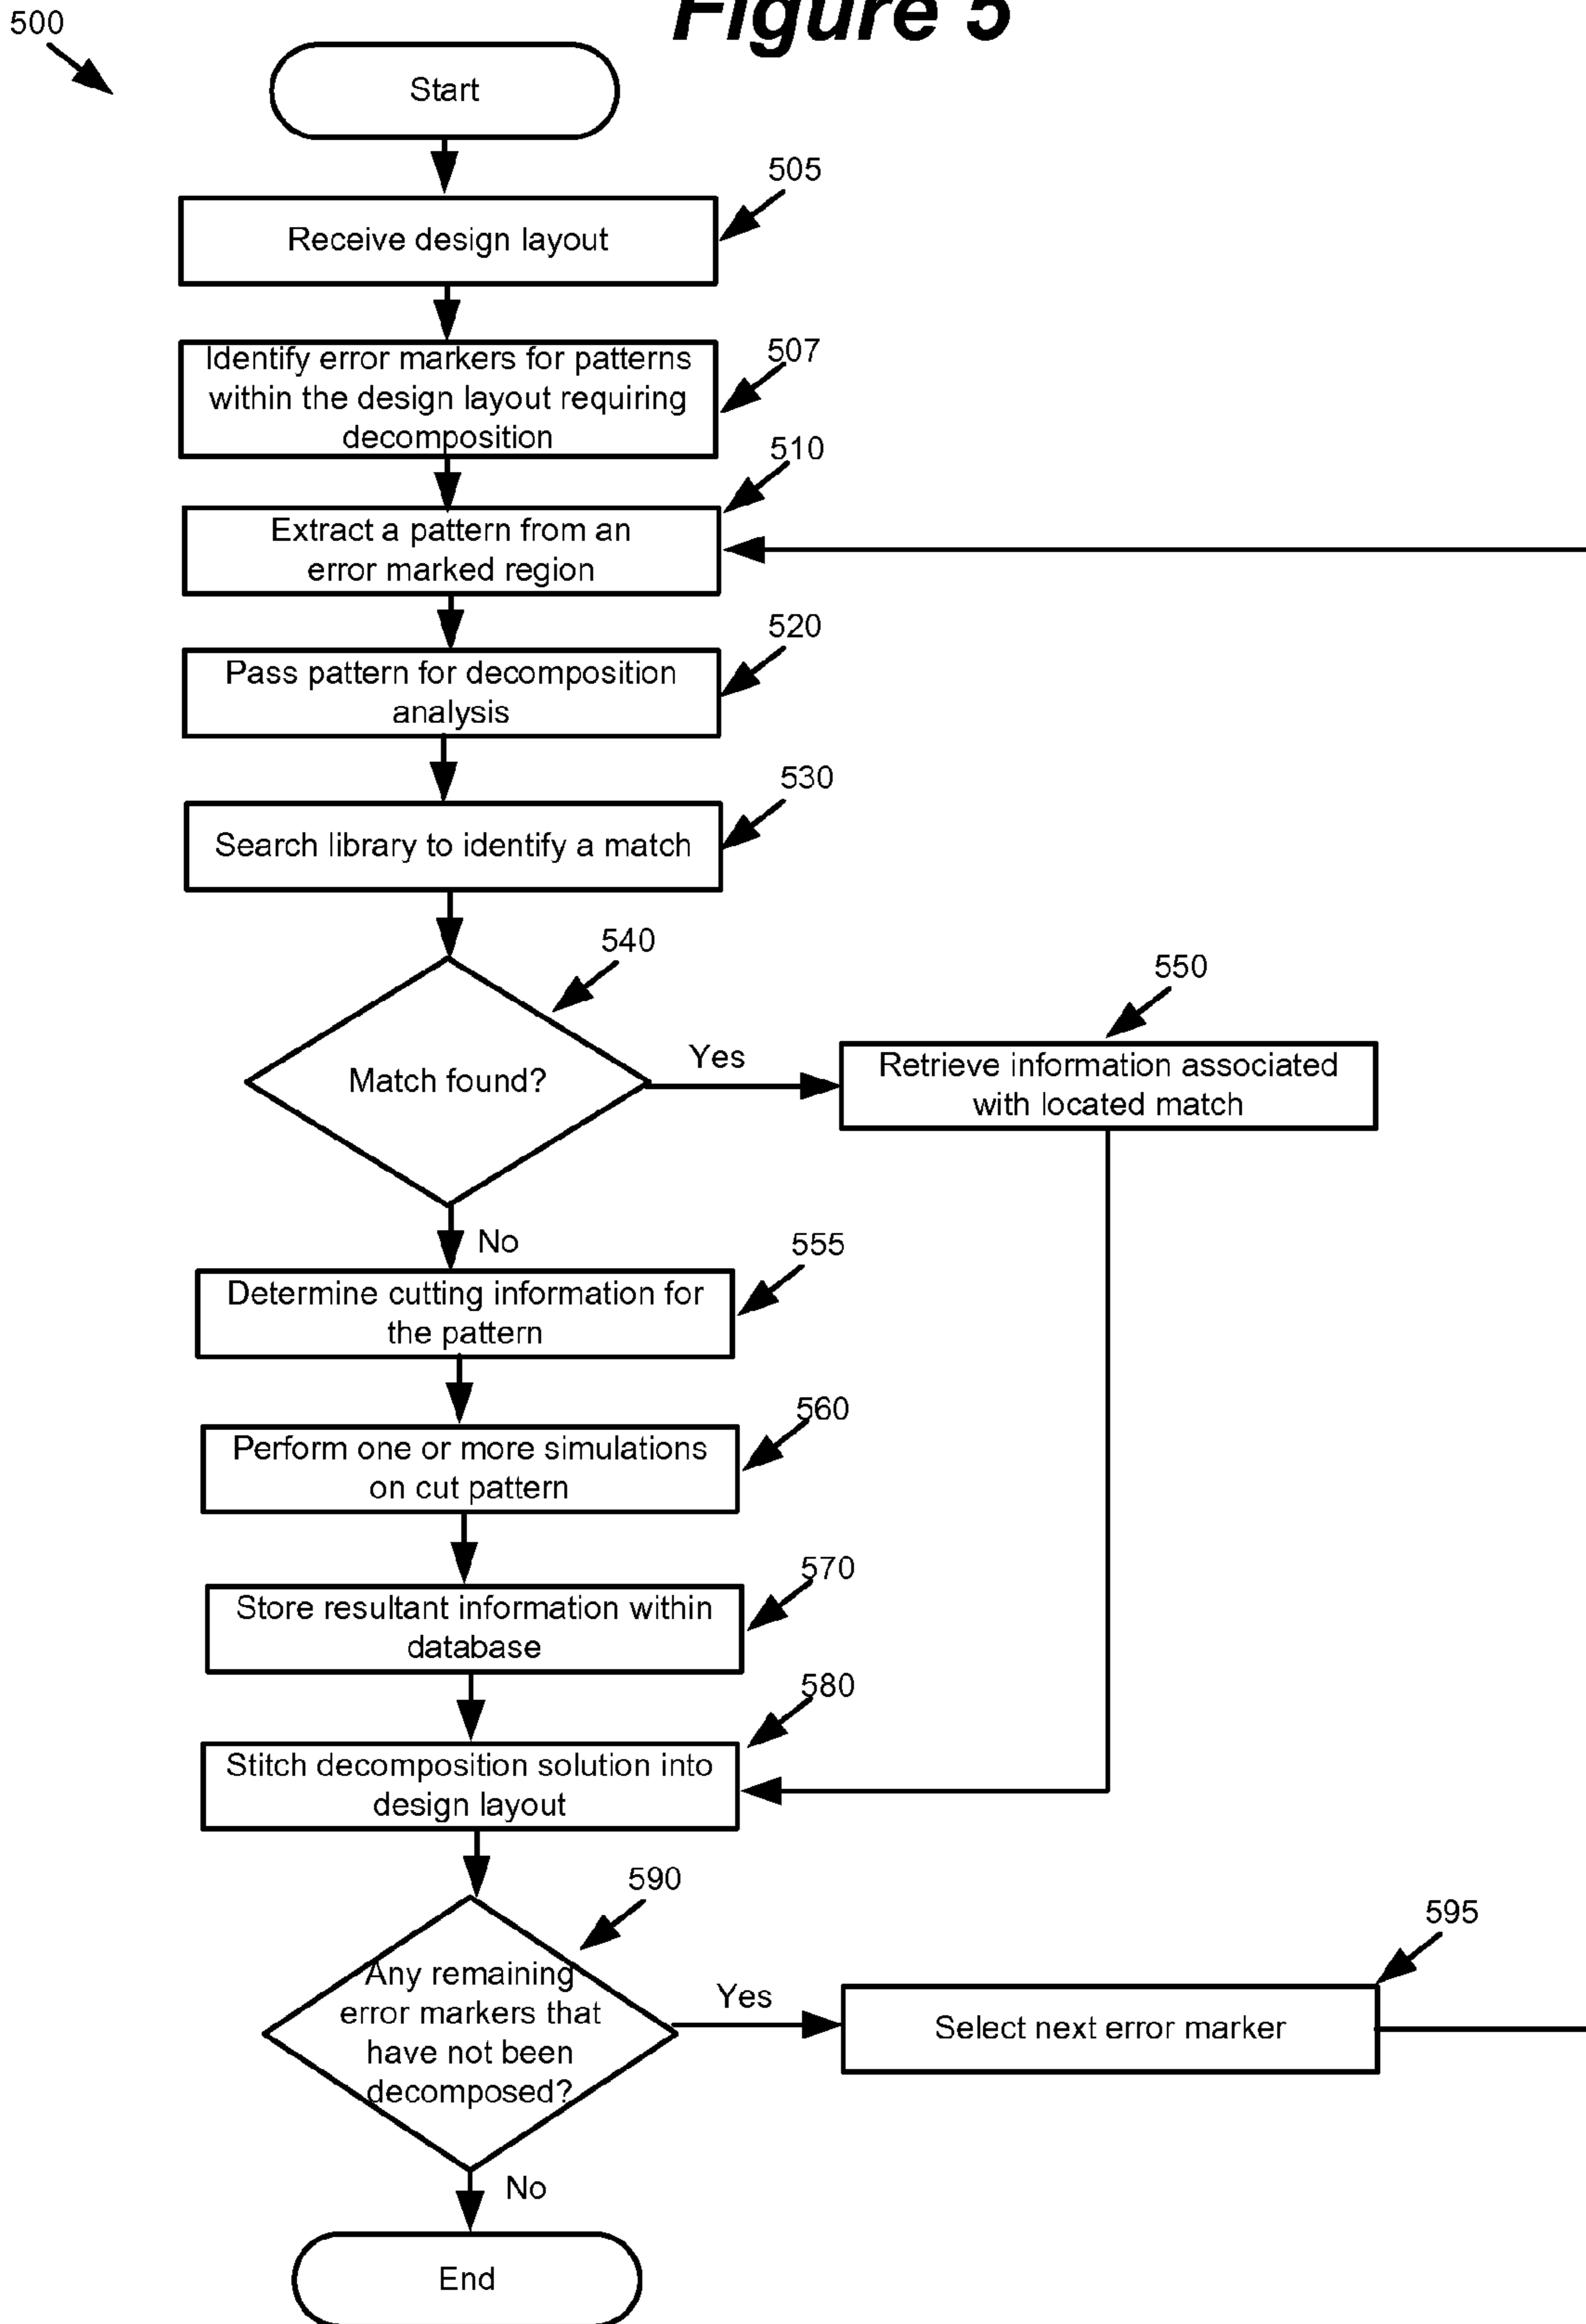 Figure 5
500
Start
505
Receive design layout
507
Identify error markers for patterns
within the design layout requiring
decomposition
510
Extract a pattern from an
error marked region
520
Pass pattern for decomposition
analysis
530
Search library to identify a match
540
Match found?
Yes
550
Retrieve information associated
with located match
No
555
Determine cutting information for
the pattern
560
Perform one or more simulations
on cut pattern
570
Store resultant information within
database
580
Stitch decomposition solution into
design layout
590
Any remaining
error markers that
have not been
decomposed?
Yes
595
Select next error marker
No
End